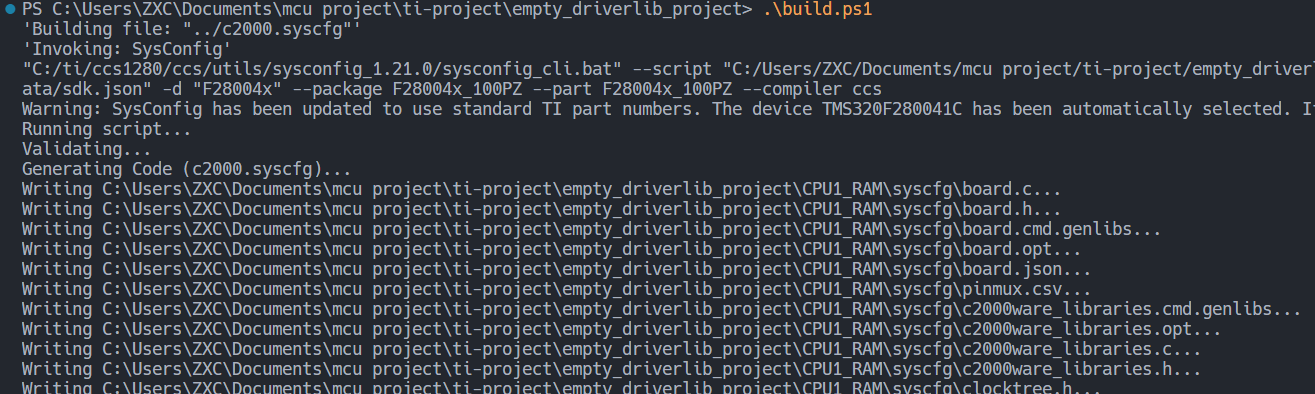 PS C:\Users\ZXC\Documents\mcu project\ti-project\empty_driverlib_project> .\build.ps1
'Building file: "../c2000.syscfg"'
'Invoking: SysConfig'
"C:/ti/ccs1280/ccs/utils/sysconfig_1.21.0/sysconfig_cli.bat" --script "C:/Users/ZXC/Documents/mcu project/ti-project/empty_driverl
ata/sdk.json" -d "F28004x" --package F28004x_100PZ --part F28004x_100PZ --compiler ccs
Warning: SysConfig has been updated to use standard TI part numbers. The device TMS320F280041C has been automatically selected. If
Running script...
Validating...
Generating Code (c2000.syscfg)...
Writing C:\Users\ZXC\Documents\mcu project\ti-project\empty_driverlib_project\CPU1_RAM\syscfg\board.c...
Writing C:\Users\ZXC\Documents\mcu project\ti-project\empty_driverlib_project\CPU1_RAM\syscfg\board.h...
Writing C:\Users\ZXC\Documents\mcu project\ti-project\empty_driverlib_project\CPU1_RAM\syscfg\board.cmd.genlibs...
Writing C:\Users\ZXC\Documents\mcu project\ti-project\empty_driverlib_project\CPU1_RAM\syscfg\board.opt...
Writing C:\Users\ZXC\Documents\mcu project\ti-project\empty_driverlib_project\CPU1_RAM\syscfg\board.json...
Writing C:\Users\ZXC\Documents\mcu project\ti-project\empty_driverlib_project\CPU1_RAM\syscfg\pinmux.csv...
Writing C:\Users\ZXC\Documents\mcu project\ti-project\empty_driverlib_project\CPU1_RAM\syscfg\c2000ware_libraries.cmd.genlibs...
Writing C:\Users\ZXC\Documents\mcu project\ti-project\empty_driverlib_project\CPU1_RAM\syscfg\c2000ware_libraries.opt...
Writing C:\Users\ZXC\Documents\mcu project\ti-project\empty_driverlib_project\CPU1_RAM\syscfg\c2000ware_libraries.c...
Writing C:\Users\ZXC\Documents\mcu project\ti-project\empty_driverlib_project\CPU1_RAM\syscfg\c2000ware_libraries.h...
Writing C:\Users\ZXC\Documents\mcu project\ti-project\empty_driverlib_project\CPU1_RAM\syscfg\clocktree.h...